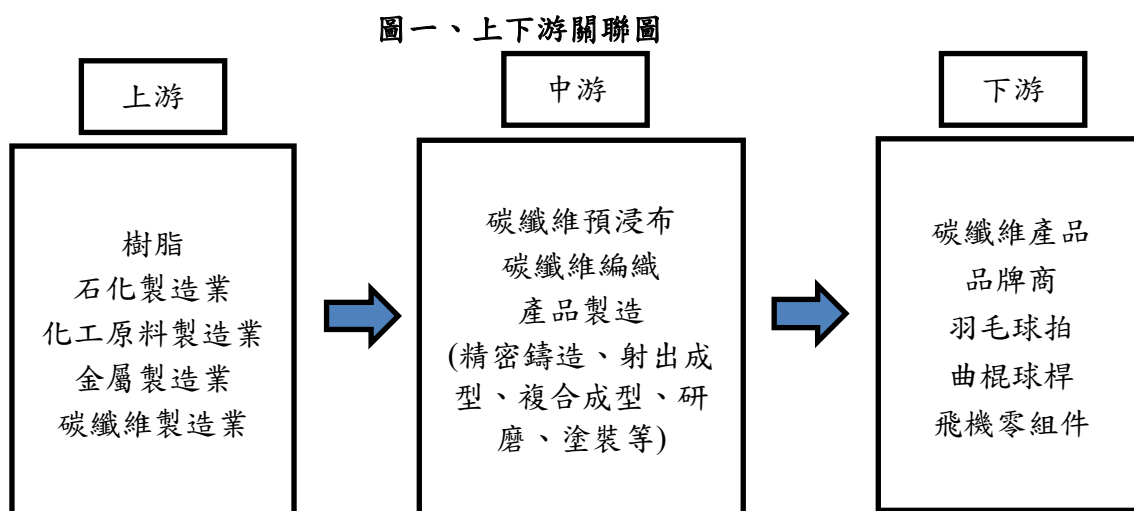 圖一、上下游關聯圖
上游
樹脂
石化製造業
化工原料製造業
金屬製造業
碳纖維製造業
中游
碳纖維預浸布
碳纖維編織
產品製造
(精密鑄造、射出成
型、複合成型、研
磨、塗裝等)
下游
碳纖維產品
品牌商
羽毛球拍
曲棍球桿
飛機零組件